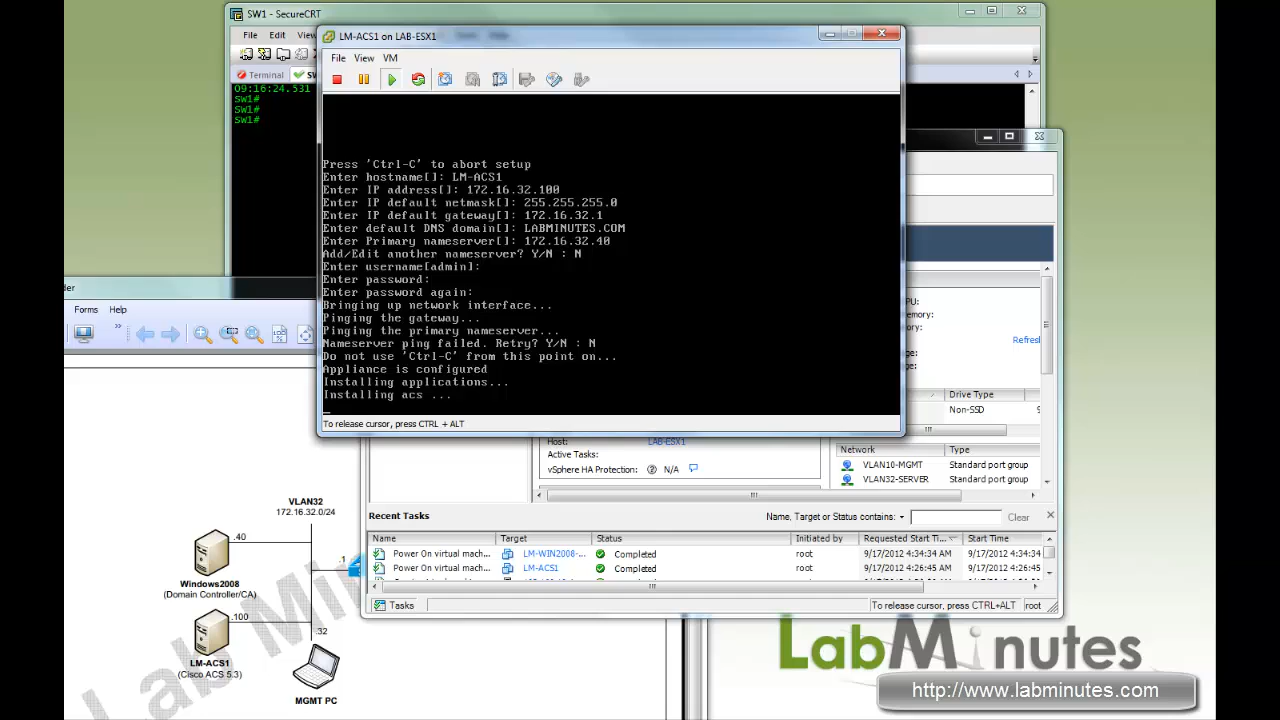 SW1 - SecureCRT
File Edit
Terminal
09:16:24.531
SW1#
SW1#
SW1#
LM-ACS1 on LAB-ESX1
File View VM
Press 'Ctrl-C' to abort setup
Enter hostname[]: LM-ACS1
Enter IP address[]: 172.16.32.100
Enter IP default netmask[]: 255.255.255.0
Enter IP default gateway[]: 172.16.32.1
Enter default DNS domain[]: LABMINUTES.COM
Enter Primary nameserver[]: 172.16.32.40
Add/Edit another nameserver? Y/N : N
Enter username[admin]:
Enter password:
Enter password again:
Bringing up network interface...
Pinging the gateway...
Pinging the primary nameserver...
Nameserver ping failed. Retry? Y/N : N
Do not use 'Ctrl-C' from this point on...
Appliance is configured
Installing applications...
Installing acs ...
To release cursor, press CTRL + ALT
Forms Help
Refresh
Drive Type
Non-SSD
Host: LAB-ESX1
Active Tasks:
vSphere HA Protection: N/A
Network Type
VLAN10-MGMT Standard port group
VLAN32-SERVER Standard port group
Recent Tasks Name, Target or Status contains: Clear
Name Target Status Initiated by Requested Start Ti... Start Time
Power On virtual mach... LM-WIN2008-... Completed root 9/17/2012 4:34:34 AM 9/17/2012 4:34:34
Power On virtual mach... LM-ACS1 Completed root 9/17/2012 4:26:45 AM 9/17/2012 4:26:45
Tasks To release cursor, press CTRL+ALT root
VLAN32
172.16.32.0/24
.40
.1
Windows2008
(Domain Controller/CA)
.100
.32
LM-ACS1
(Cisco ACS 5.3)
MGMT PC
LabMinutes
http://www.labminutes.com